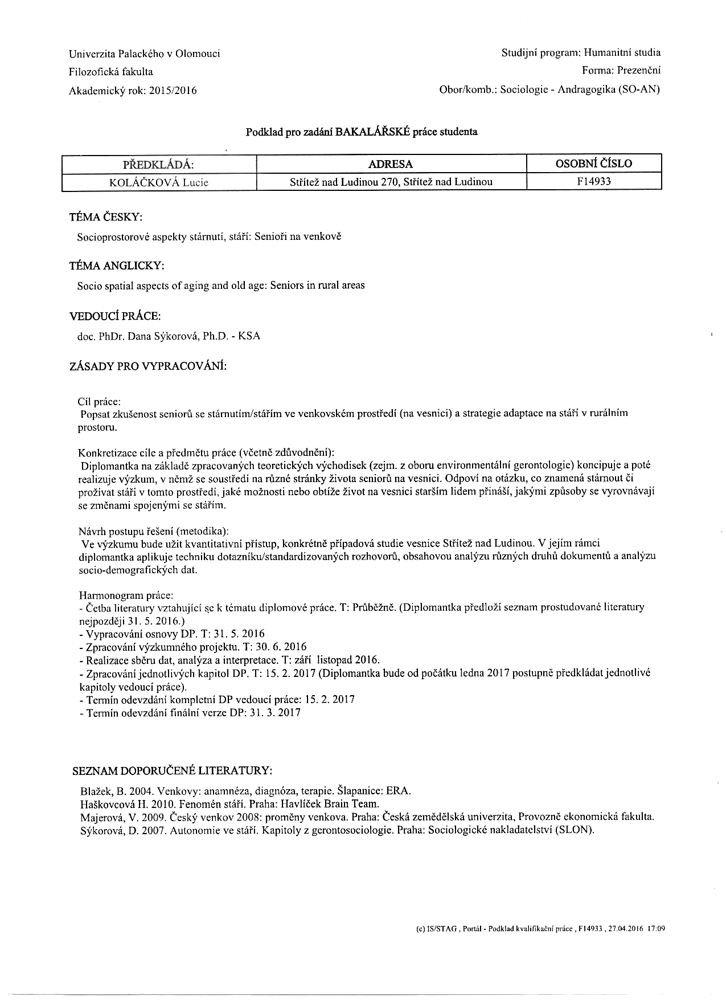 Univerzita Palackého v Olomouci
Studijní program: Humanitní studia
Filozofická fakulta
Forma: Prezenční
Akademický rok: 2015/2016
Obor/komb.: Sociologie - Andragogika (SO-AN)
Podklad pro zadání BAKALÁŘSKÉ práce studenta
PŘEDKLÁDÁ: ADRESA OSOBNÍ ČÍSLO
KOLÁČKOVÁ Lucie Střítež nad Ludinou 270, Střítež nad Ludinou F14933
TÉMA ČESKY:
Socioprostorové aspekty stárnutí, stáří: Senioři na venkově
TÉMA ANGLICKY:
Socio spatial aspects of aging and old age: Seniors in rural areas
VEDOUCÍ PRÁCE:
doc. PhDr. Dana Sýkorová, Ph.D. - KSA
ZÁSADY PRO VYPRACOVÁNÍ:
Cíl práce:
Popsat zkušenost seniorů se stárnutím/stářím ve venkovském prostředí (na vesnici) a strategie adaptace na stáří v rurálním
prostoru.
Konkretizace cíle a předmětu práce (včetně zdůvodnění):
Diplomantka na základě zpracovaných teoretických východisek (zejm. z oboru environmentální gerontologie) koncipuje a poté
realizuje výzkum, v němž se soustředí na různé stránky života seniorů na vesnici. Odpoví na otázku, co znamená stárnout či
prožívat stáří v tomto prostředí, jaké možnosti nebo obtíže život na vesnici starším lidem přináší, jakými způsoby se vyrovnávají
se změnami spojenými se stářím.
Návrh postupu řešení (metodika):
Ve výzkumu bude užit kvantitativní přístup, konkrétně případová studie vesnice Střítež nad Ludinou. V jejím rámci
diplomantka aplikuje techniku dotazníku/standardizovaných rozhovorů, obsahovou analýzu různých druhů dokumentů a analýzu
socio-demografických dat.
Harmonogram práce:
- Četba literatury vztahující se k tématu diplomové práce. T: Průběžně. (Diplomantka předloží seznam prostudované literatury
nejpozději 31. 5. 2016.)
- Vypracování osnovy DP. T: 31. 5. 2016
- Zpracování výzkumného projektu. T: 30. 6. 2016
- Realizace sběru dat, analýza a interpretace. T: září listopad 2016.
- Zpracování jednotlivých kapitol DP. T: 15. 2. 2017 (Diplomantka bude od počátku ledna 2017 postupně předkládat jednotlivé
kapitoly vedoucí práce).
- Termín odevzdání kompletní DP vedoucí práce: 15. 2. 2017
- Termín odevzdání finální verze DP: 31. 3. 2017
SEZNAM DOPORUČENÉ LITERATURY:
Blažek, B. 2004. Venkovy: anamnéza, diagnóza, terapie. Šlapanice: ERA.
Haškovcová H. 2010. Fenomén stáří. Praha: Havlíček Brain Team.
Majerová, V. 2009. Český venkov 2008: proměny venkova. Praha: Česká zemědělská univerzita, Provozně ekonomická fakulta.
Sýkorová, D. 2007. Autonomie ve stáří. Kapitoly z gerontosociologie. Praha: Sociologické nakladatelství (SLON).
(c) IS/STAG , Portál - Podklad kvalifikační práce , F14933 , 27.04.2016 17:09